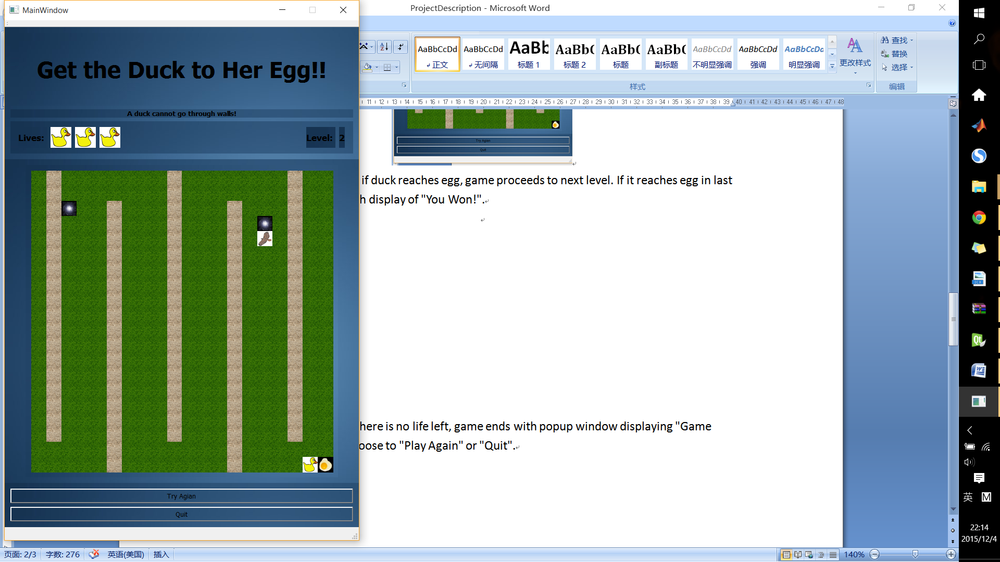 MainWindow
Get the Duck to Her Egg!!
A duck cannot go through walls!
Lives:
Level: 2
Try Agian
Quit
ProjectDescription - Microsoft Word
AaBbCcDd AaBbCcDd AaBb AaBb( AaBb( AaBb( AaBbCcDd AaBbCcDd AaBbCcDd
正文 无间隔 标题 1 标题 2 标题 副标题 不明显强调 强调 明显强调
更改样式
样式
查找
替换
选择
编辑
11 12 13 14 15 16 17 18 19 20 21 22 23 24 25 26 27 28 29 30 31 32 33 34 35 36 37 38 39 40 41 42 43 44 45 46 47 48
Try Agian
Quit
if duck reaches egg, game proceeds to next level. If it reaches egg in last
h display of "You Won!".
here is no life left, game ends with popup window displaying "Game
oose to "Play Again" or "Quit".
页面: 2/3 字数: 276 英语(美国) 插入
140%
英 M
22:14
2015/12/4